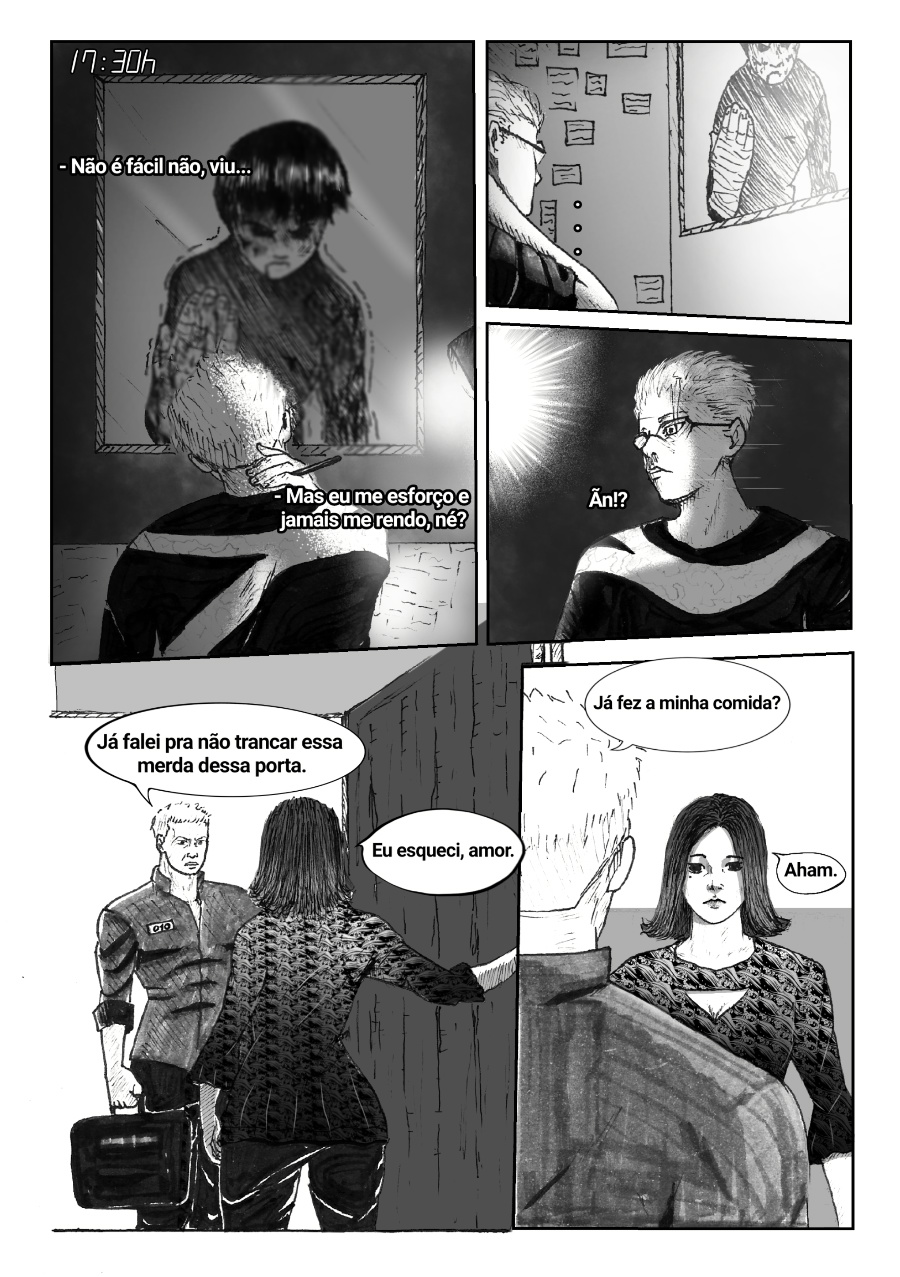 17:30h
- Não é fácil não, viu...
- Mas eu me esforço e
jamais me rendo, né?
Ãn!?
Já falei pra não trancar essa
merda dessa porta.
Eu esqueci, amor.
010
Já fez a minha comida?
Aham.